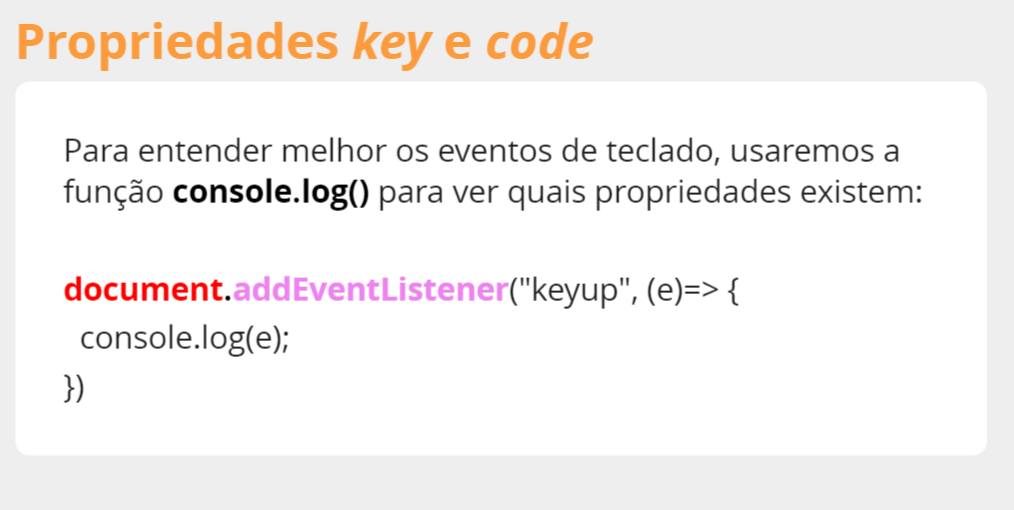 Propriedades key e code
Para entender melhor os eventos de teclado, usaremos a
função console.log() para ver quais propriedades existem:
document.addEventListener("keyup", (e)=> {
console.log(e);
})